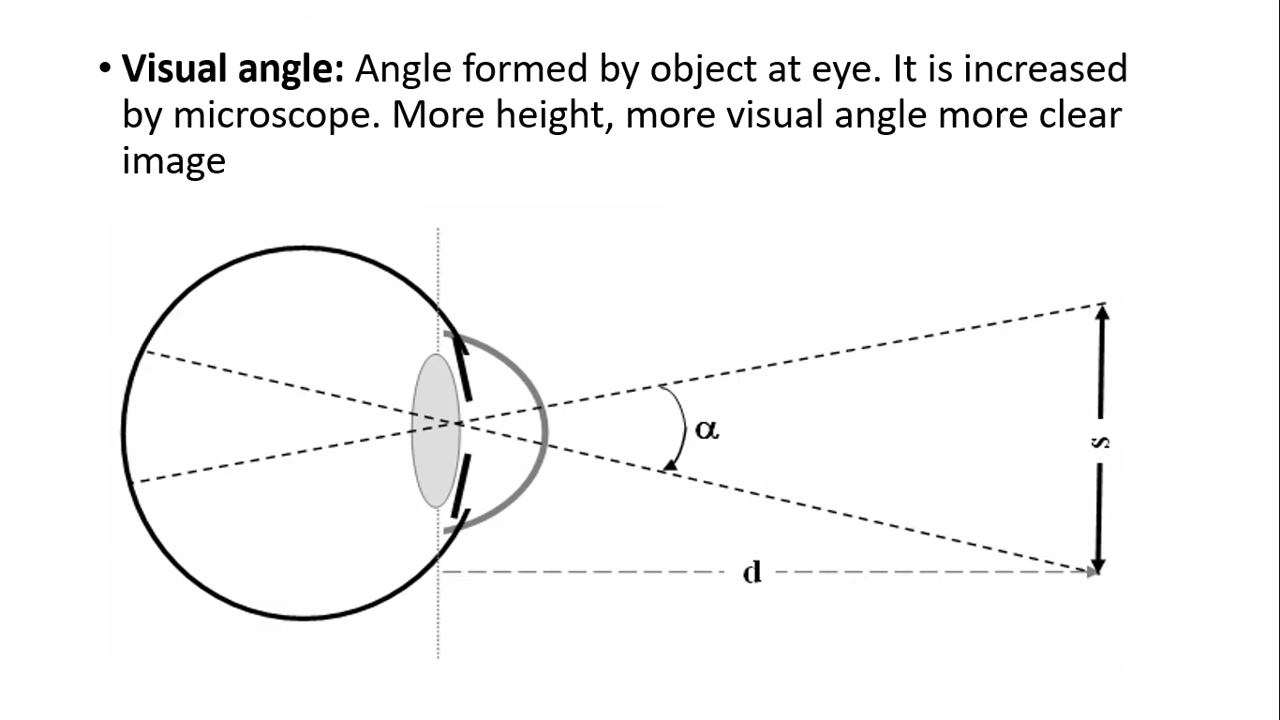 • Visual angle: Angle formed by object at eye. It is increased
by microscope. More height, more visual angle more clear
image
α
s
d